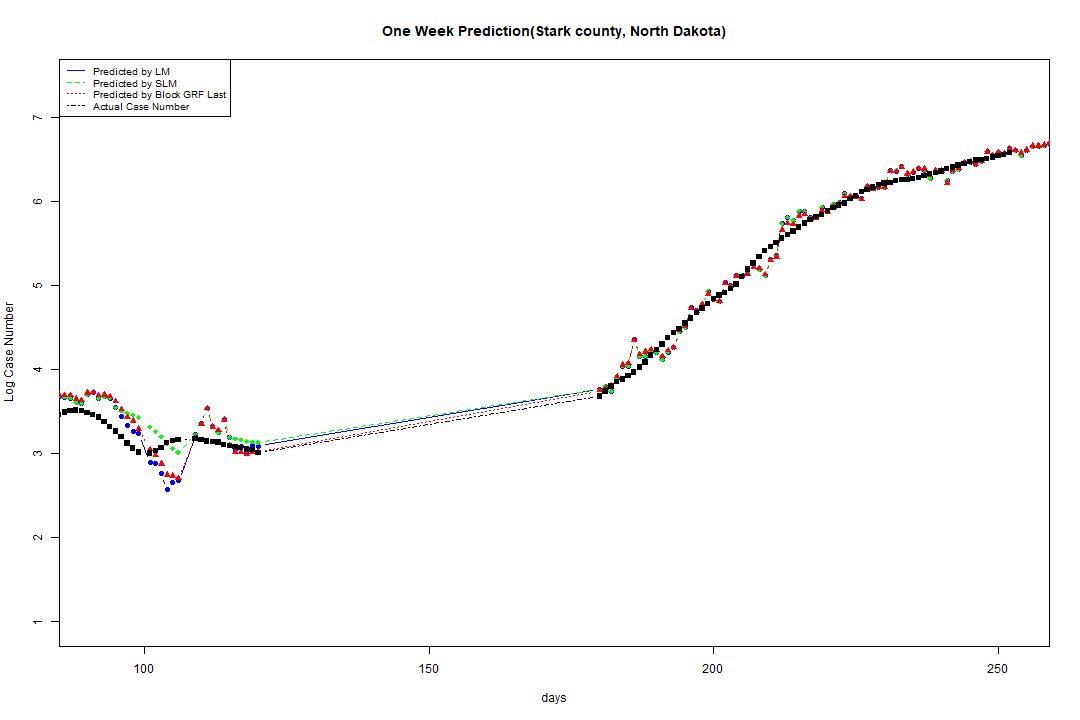 One Week Prediction(Stark county, North Dakota)
Predicted by LM
Predicted by SLM
Predicted by Block GRF Last
Actual Case Number
7
6
5
4
3
2
1
Log Case Number
100 150 200 250
days